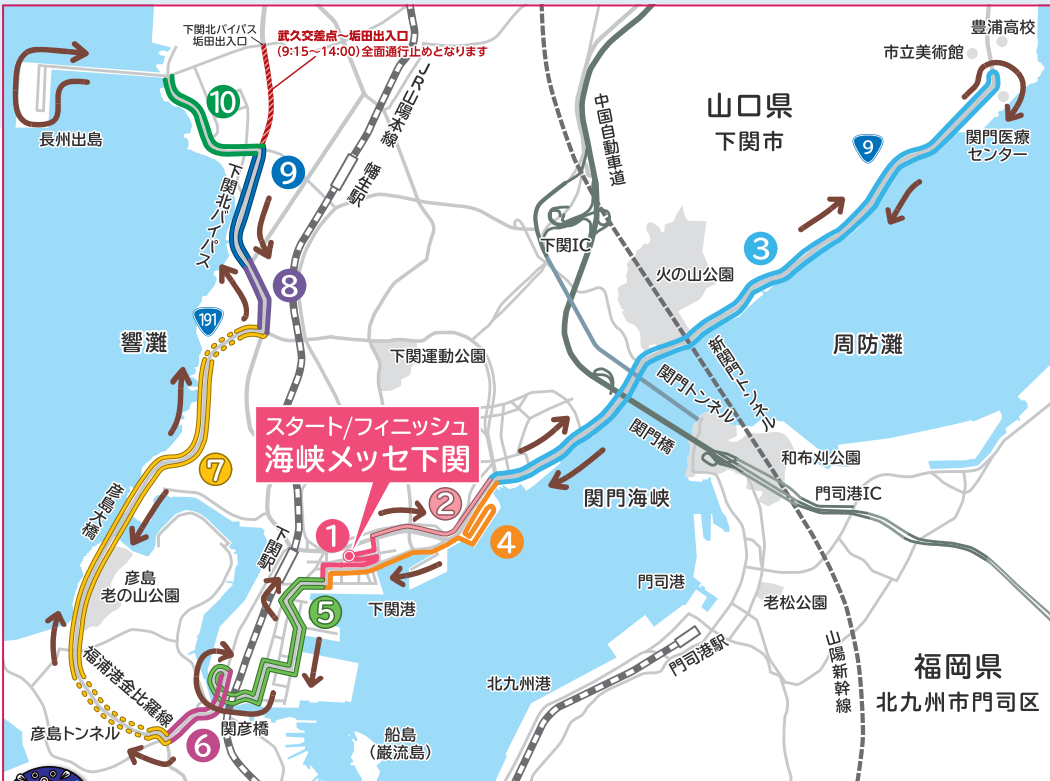 下関北バイパス
垢田出入口
武久交差点～垢田出入口
（9:15～14:00）全面通行止めとなります
豊浦高校
市立美術館
長州出島
10
JR山陽本線
幡生駅
中国自動車道
山口県
下関市
9
関門医療
センター
9
下関北バイパス
下関IC
3
火の山公園
8
191
響灘
下関運動公園
新関門トンネル
周防灘
関門トンネル
スタート/フィニッシュ
海峡メッセ下関
関門橋
和布刈公園
7
門司港IC
彦島大橋
関門海峡
2
1
4
下関駅
彦島
老の山公園
5
下関港
門司港
老松公園
福浦港金比羅線
門司港駅
山陽新幹線
福岡県
北九州市門司区
北九州港
彦島トンネル
6
関彦橋
船島
（巌流島）